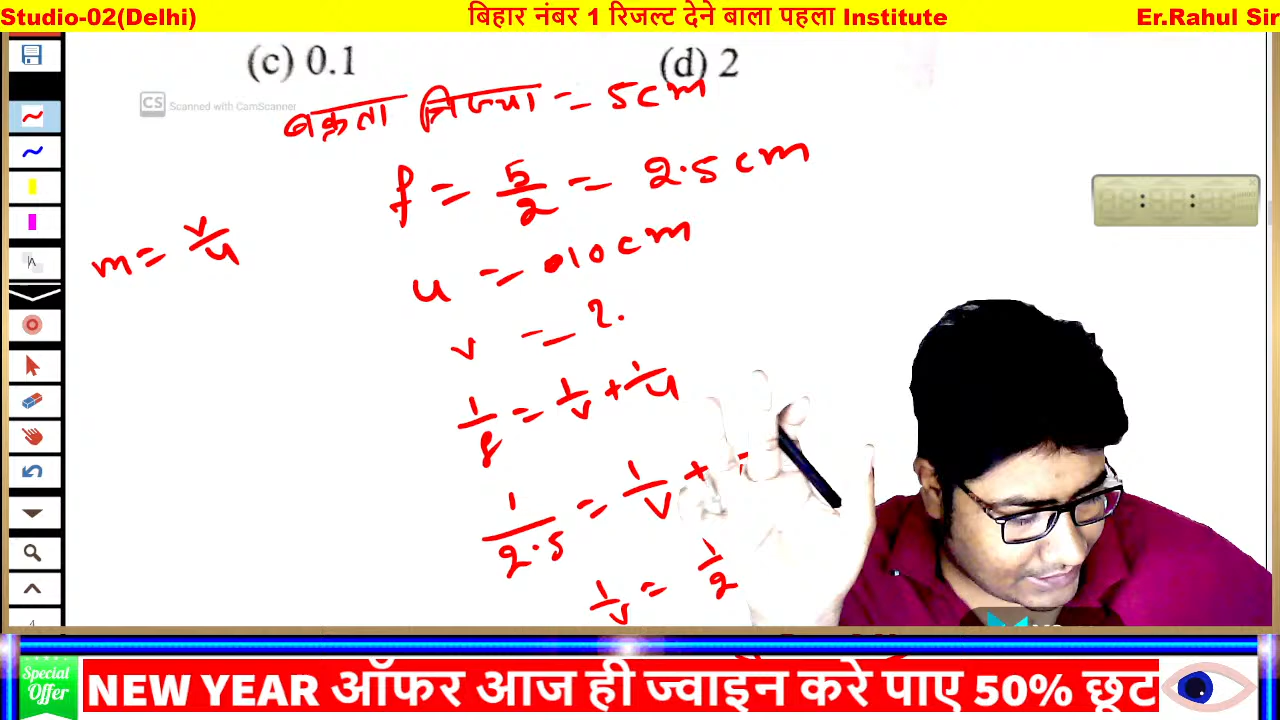 Studio-02(Delhi) बिहार नंबर 1 रिजल्ट देने बाला पहला Institute Er.Rahul Sir
(c) 0.1 (d) 2
CS Scanned with CamScanner
वक्रता त्रिज्या = 5cm
f = 5/2 = 2.5 cm
m = v/u
u = 10cm
v = ?
1/f = 1/v + 1/u
1/2.5 = 1/v +
1/v = 1/2
Special
Offer
NEW YEAR ऑफर आज ही ज्वाइन करे पाए 50% छूट